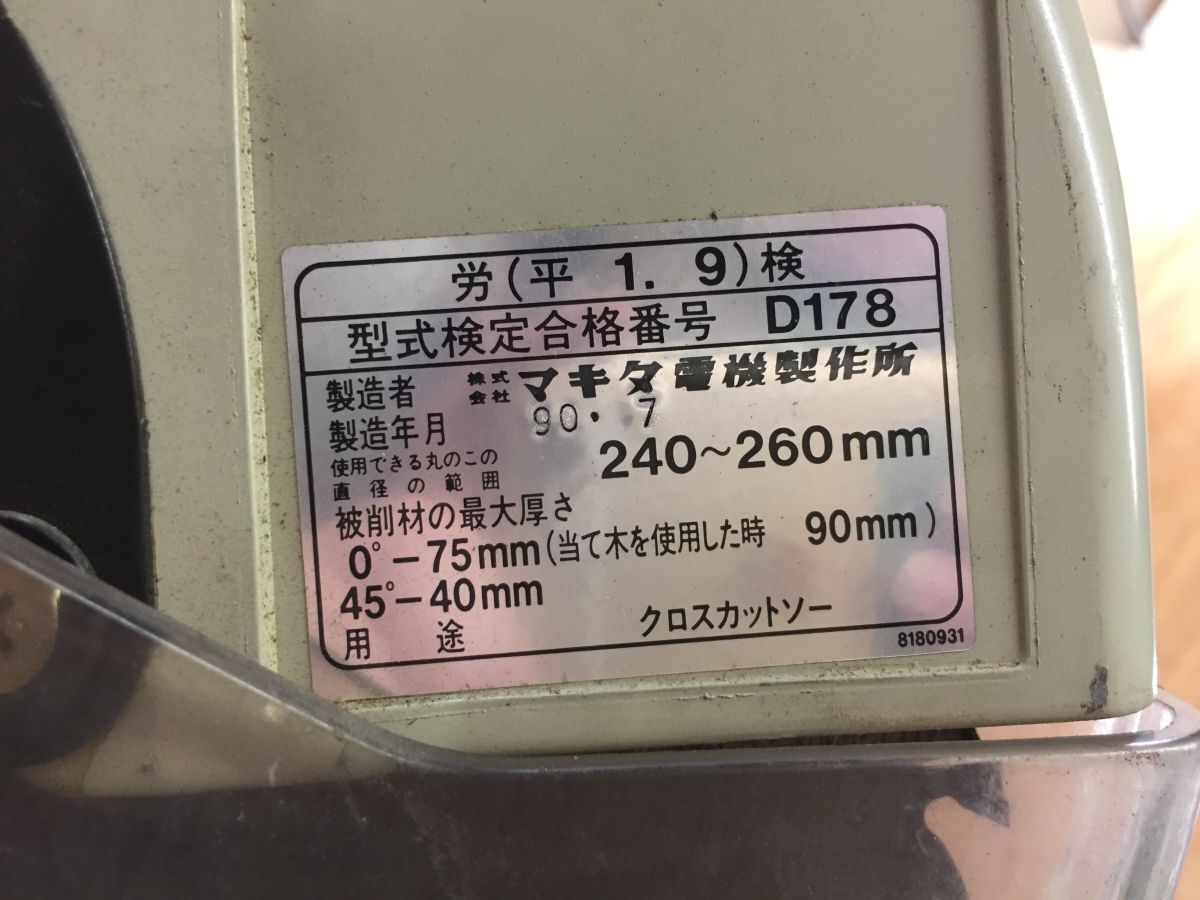 労(平 1. 9)検
型式検定合格番号 D178
製造者 株式会社 マキタ電機製作所
製造年月 90. 7
使用できる丸のこの
直径の範囲 240~260mm
被削材の最大厚さ
0°-75mm(当て木を使用した時 90mm)
45°-40mm
用途 クロスカットソー
8180931